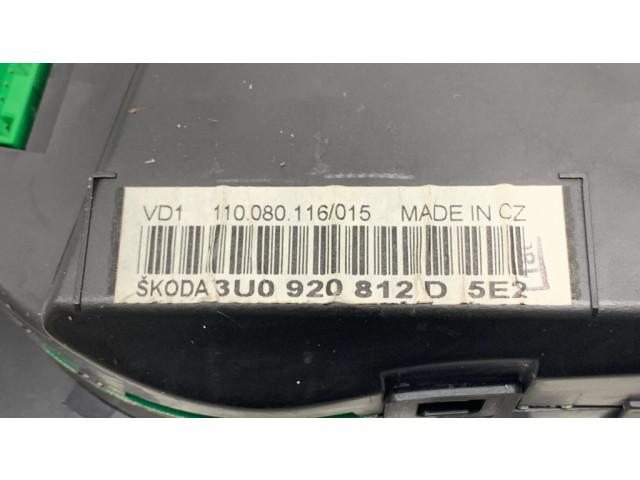 VD1 110.080.116/015 MADE IN CZ
ŠKODA 3U0 920 812 D 5E2